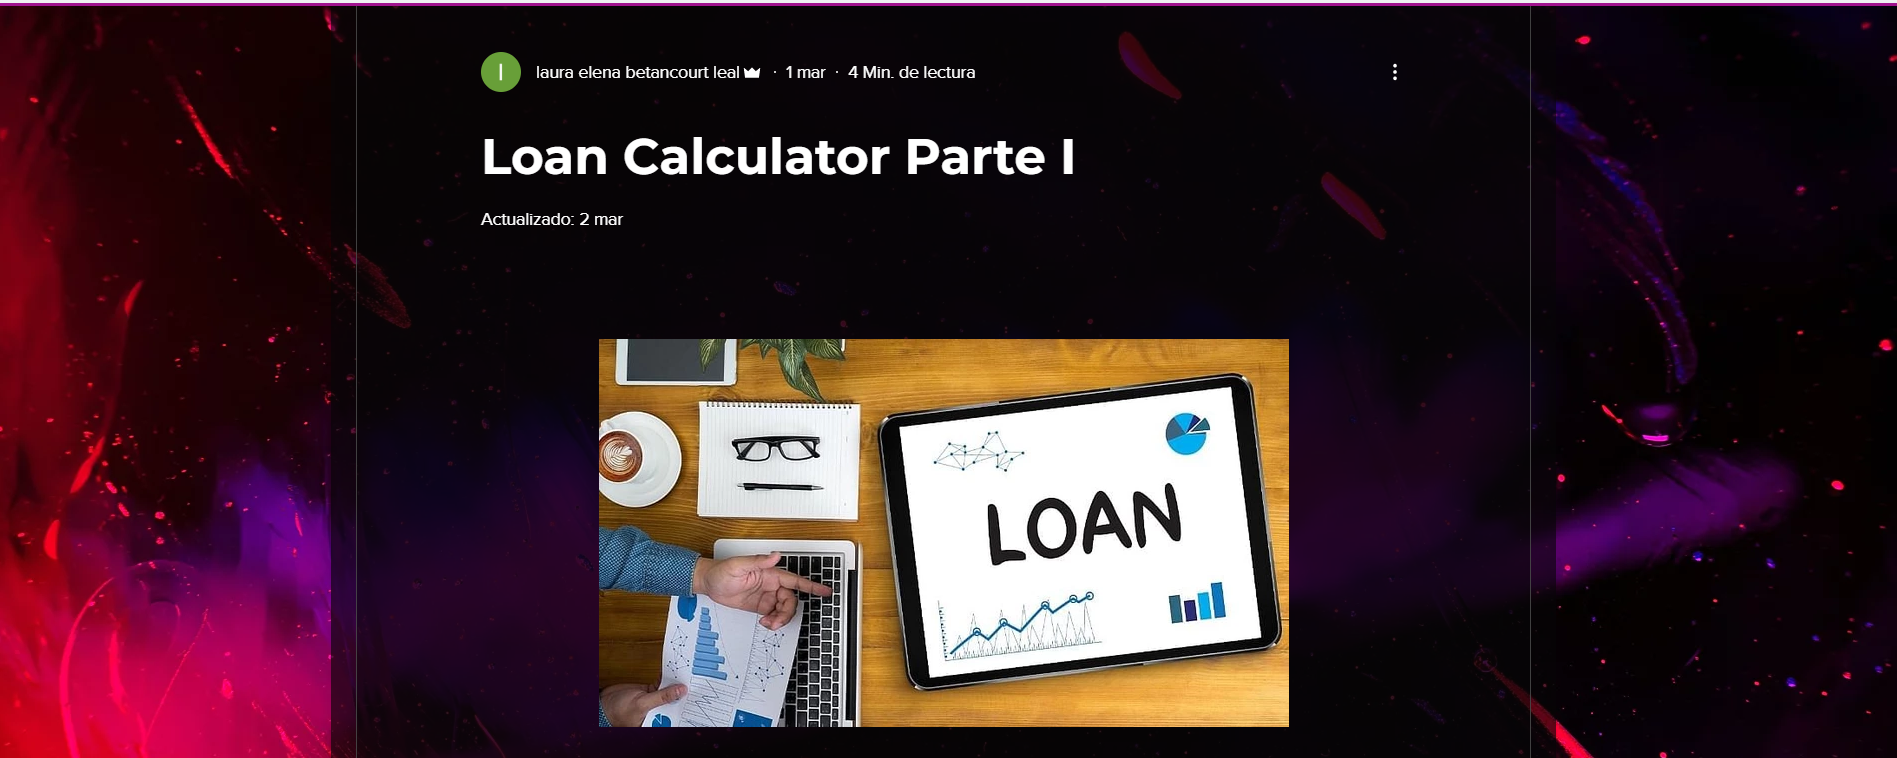 l
laura elena betancourt leal · 1 mar · 4 Min. de lectura
Loan Calculator Parte I
Actualizado: 2 mar
LOAN